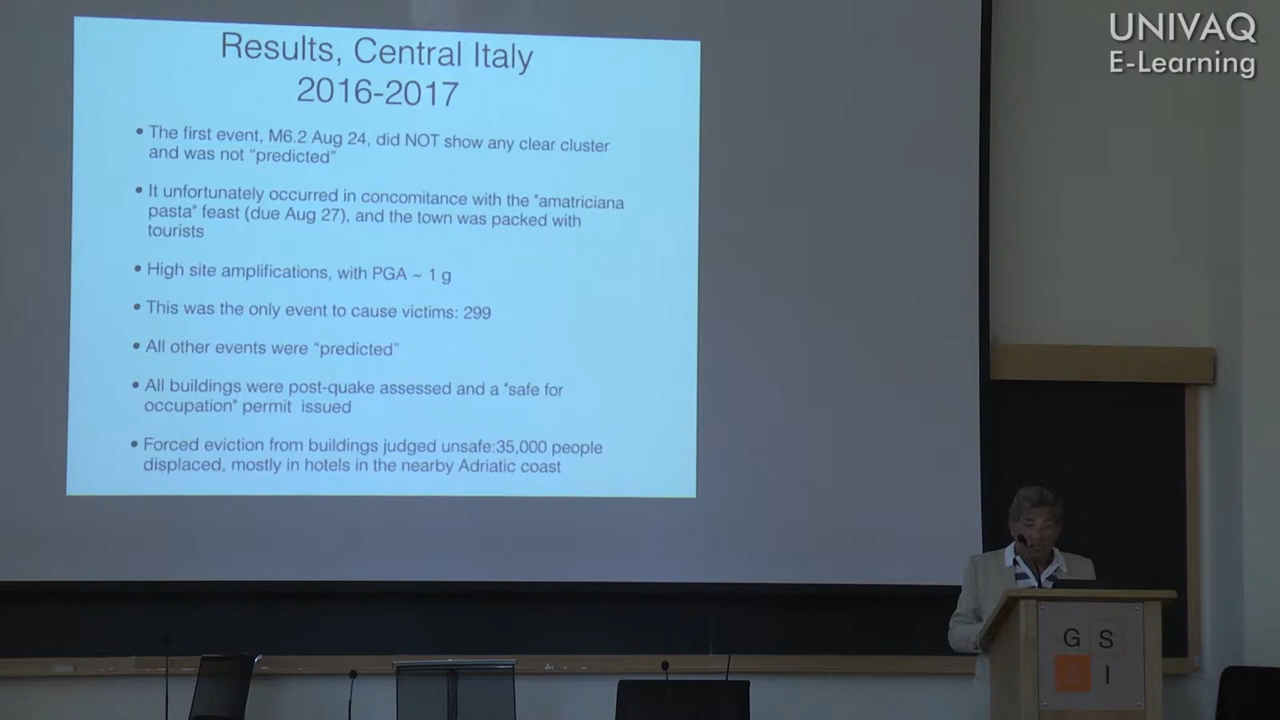 UNIVAQ
E-Learning
Results, Central Italy
2016-2017
• The first event, M6.2 Aug 24, did NOT show any clear cluster
and was not “predicted”
• It unfortunately occurred in concomitance with the "amatriciana
pasta" feast (due Aug 27), and the town was packed with
tourists
• High site amplifications, with PGA ~ 1 g
• This was the only event to cause victims: 299
• All other events were “predicted”
• All buildings were post-quake assessed and a "safe for
occupation" permit issued
• Forced eviction from buildings judged unsafe:35,000 people
displaced, mostly in hotels in the nearby Adriatic coast
G S
I